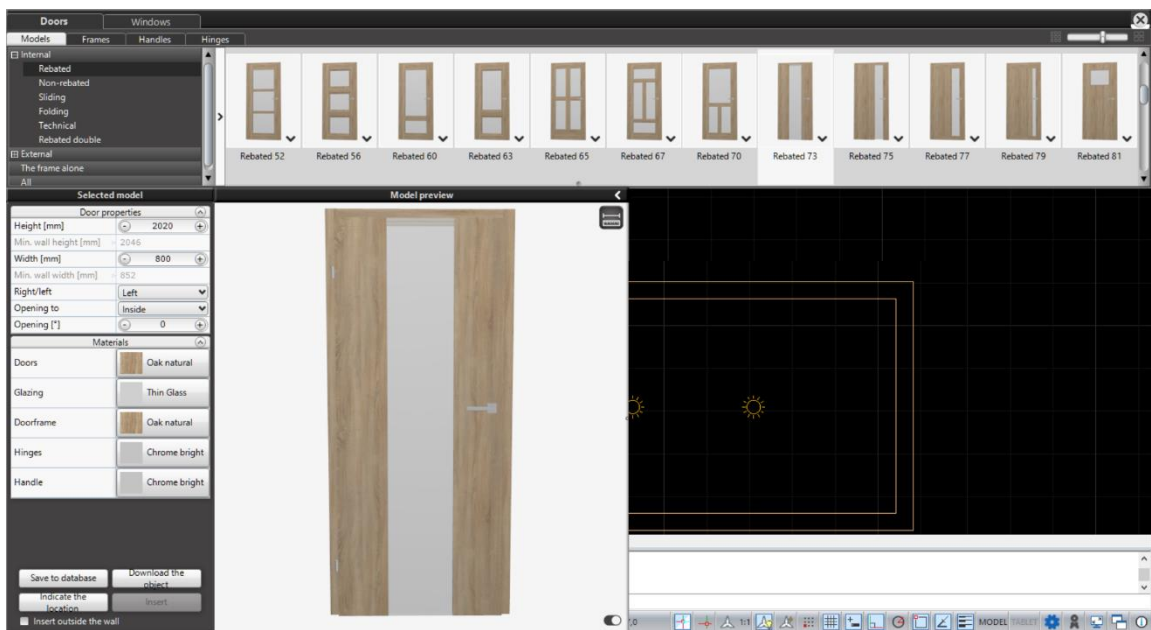 Doors Windows
Models Frames Handles Hinges
Internal
Rebated
Non-rebated
Sliding
Folding
Technical
Rebated double
External
The frame alone
All
Rebated 52 Rebated 56 Rebated 60 Rebated 63 Rebated 65 Rebated 67 Rebated 70 Rebated 73 Rebated 75 Rebated 77 Rebated 79 Rebated 81
Selected model
Door properties
Height [mm] 2020
Min. wall height [mm] 2046
Width [mm] 800
Min. wall width [mm] 852
Right/left Left
Opening to Inside
Opening [°] 0
Materials
Doors Oak natural
Glazing Thin Glass
Doorframe Oak natural
Hinges Chrome bright
Handle Chrome bright
Save to database
Download the
object
Indicate the
location
Insert
Insert outside the wall
Model preview
1:1 MODEL TABLET